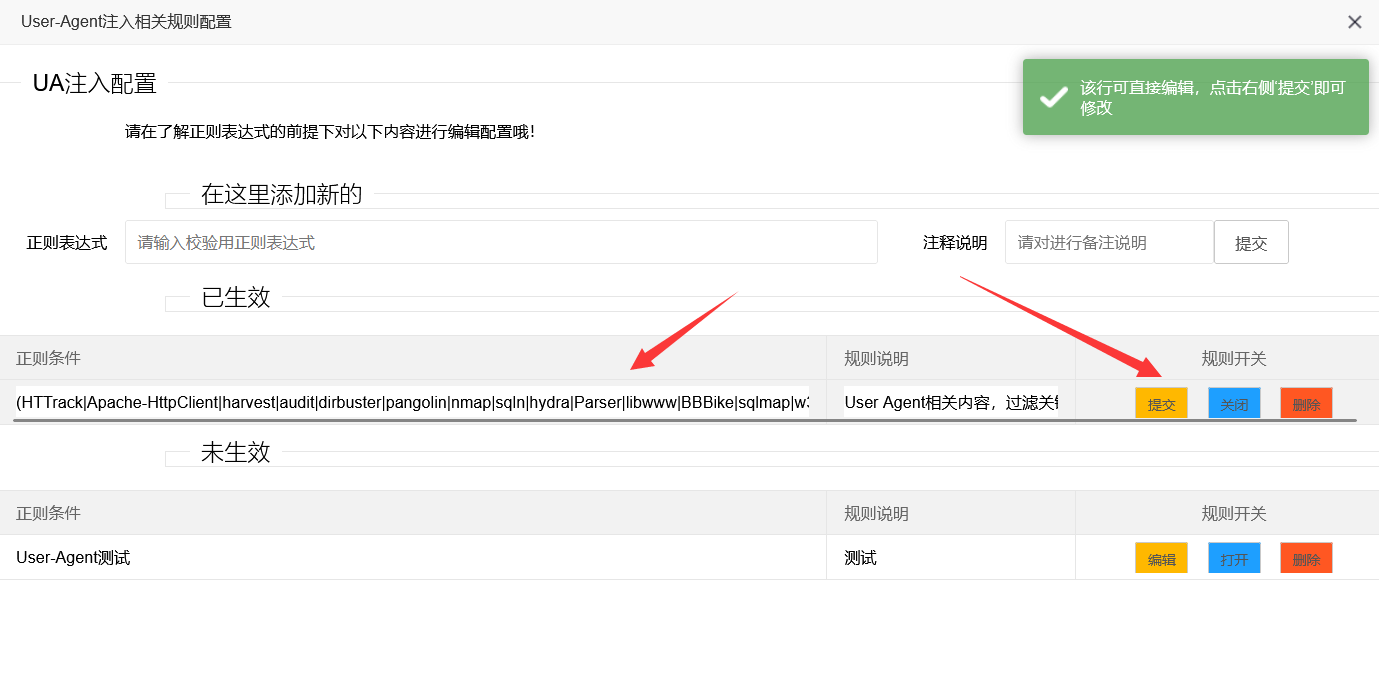 User-Agent注入相关规则配置
UA注入配置
该行可直接编辑，点击右侧'提交'即可
修改
请在了解正则表达式的前提下对以下内容进行编辑配置哦！
在这里添加新的
正则表达式 请输入校验用正则表达式 注释说明 请对进行备注说明 提交
已生效
正则条件 规则说明 规则开关
(HTTrack|Apache-HttpClient|harvest|audit|dirbuster|pangolin|nmap|sqln|hydra|Parser|libwww|BBBike|sqlmap|w3 User Agent相关内容，过滤关 提交 关闭 删除
未生效
正则条件 规则说明 规则开关
User-Agent测试 测试 编辑 打开 删除